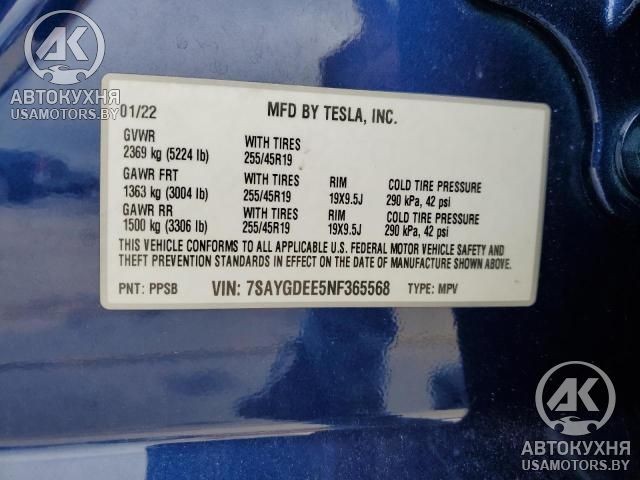 AK
АВТОКУХНЯ
USAMOTORS.BY
01/22 MFD BY TESLA, INC.
GVWR WITH TIRES
2369 kg (5224 lb) 255/45R19
GAWR FRT WITH TIRES RIM COLD TIRE PRESSURE
1363 kg (3004 lb) 255/45R19 19X9.5J 290 kPa, 42 psi
GAWR RR WITH TIRES RIM COLD TIRE PRESSURE
1500 kg (3306 lb) 255/45R19 19X9.5J 290 kPa, 42 psi
THIS VEHICLE CONFORMS TO ALL APPLICABLE U.S. FEDERAL MOTOR VEHICLE SAFETY AND
THEFT PREVENTION STANDARDS IN EFFECT ON THE DATE OF MANUFACTURE SHOWN ABOVE.
PNT: PPSB VIN: 7SAYGDEE5NF365568 TYPE: MPV
AK
АВТОКУХНЯ
USAMOTORS.BY